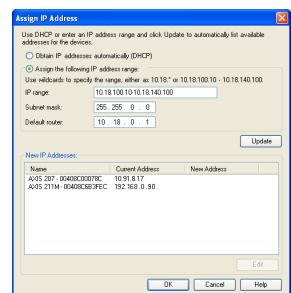 Assign IP Address
Use DHCP or enter an IP address range and click Update to automatically list available
addresses for the devices.
Obtain IP addresses automatically (DHCP)
Assign the following IP address range:
Use wildcards to specify the range, either as 10.18.* or 10.18.100.10 - 10.18.140.100.
IP range: 10.18.100.10-10.18.140.100
Subnet mask: 255 . 255 . 0 . 0
Default router: 10 . 18 . 0 . 1
Update
New IP Addresses:
Name Current Address New Address
AXIS 207 - 00408C00078C 10.91.8.17
AXIS 211M - 00408C6B3FEC 192.168.0.90
Edit
OK Cancel Help